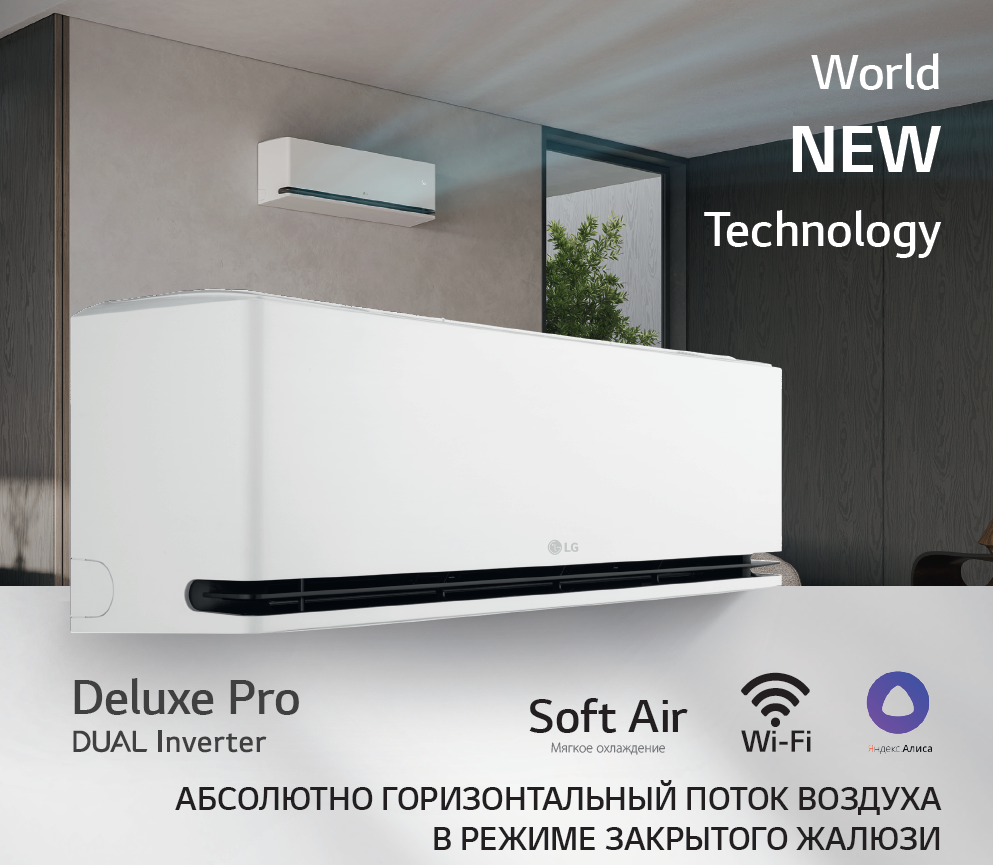 World
NEW
Technology
LG
Deluxe Pro
DUAL Inverter
Soft Air
Мягкое охлаждение
Wi-Fi
Яндекс.Алиса
АБСОЛЮТНО ГОРИЗОНТАЛЬНЫЙ ПОТОК ВОЗДУХА
В РЕЖИМЕ ЗАКРЫТОГО ЖАЛЮЗИ